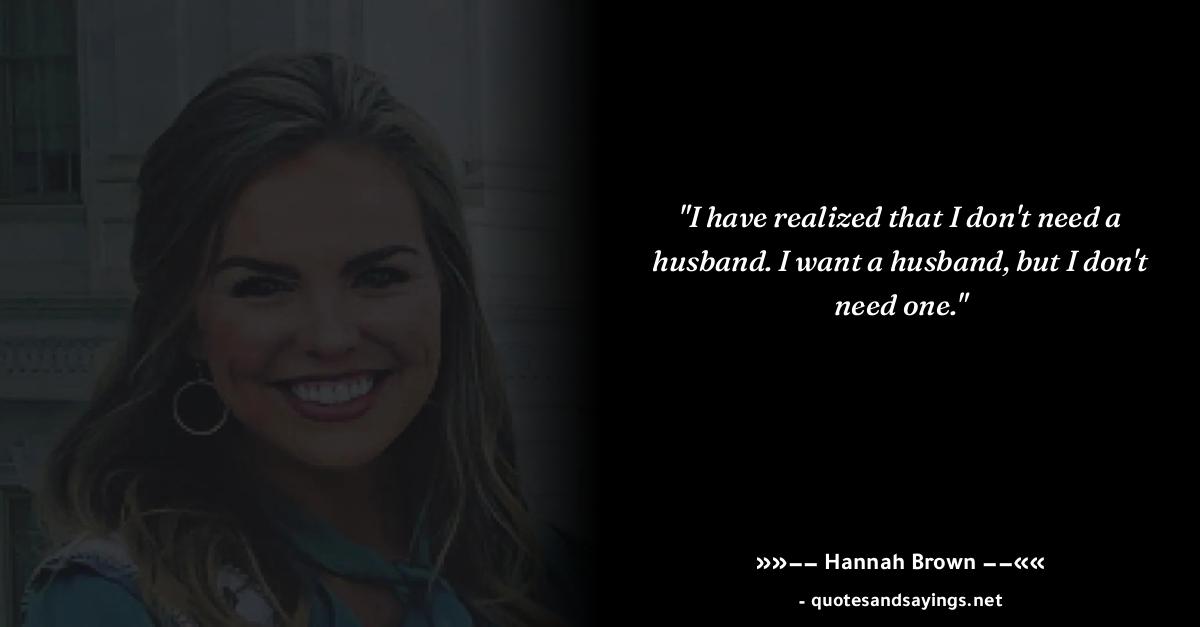 "I have realized that I don't need a
husband. I want a husband, but I don't
need one."
»»−− Hannah Brown −−««
- quotesandsayings.net